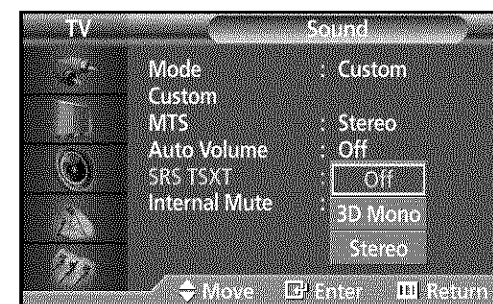 TV Sound
Mode : Custom
Custom
MTS : Stereo
Auto Volume : Off
SRS TSXT : Off
Internal Mute : 3D Mono
Stereo
Move Enter Return